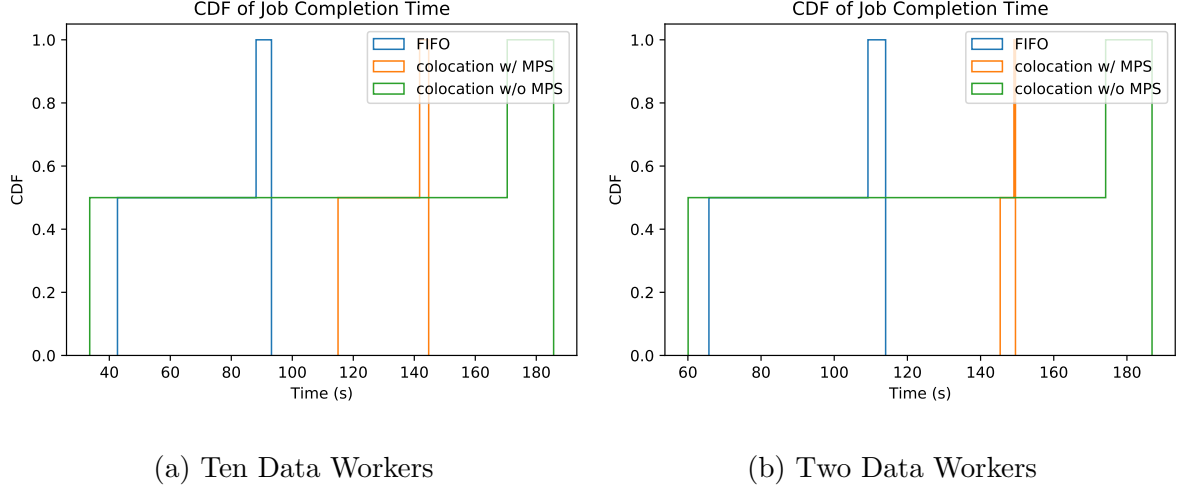 CDF of Job Completion Time
1.0
0.8
0.6
0.4
0.2
0.0
CDF
FIFO
colocation w/ MPS
colocation w/o MPS
40 60 80 100 120 140 160 180
Time (s)
(a) Ten Data Workers
CDF of Job Completion Time
1.0
0.8
0.6
0.4
0.2
0.0
CDF
FIFO
colocation w/ MPS
colocation w/o MPS
60 80 100 120 140 160 180
Time (s)
(b) Two Data Workers